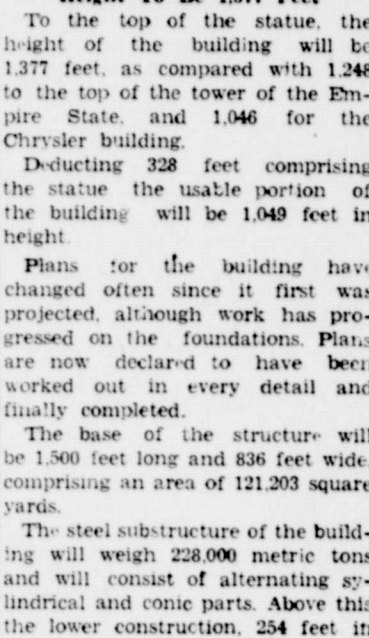 To the top of the statue, the
height of the building will be
1,377 feet, as compared with 1,248
to the top of the tower of the Em-
pire State, and 1,046 for the
Chrysler building.
Deducting 328 feet comprising
the statue the usable portion of
the building will be 1,049 feet in
height.
Plans for the building have
changed often since it first was
projected, although work has pro-
gressed on the foundations. Plans
are now declared to have been
worked out in every detail and
finally completed.
The base of the structure will
be 1,500 feet long and 836 feet wide,
comprising an area of 121,203 square
yards.
The steel substructure of the build-
ing will weigh 228,000 metric tons
and will consist of alternating sy-
lindrical and conic parts. Above this
the lower construction, 254 feet in